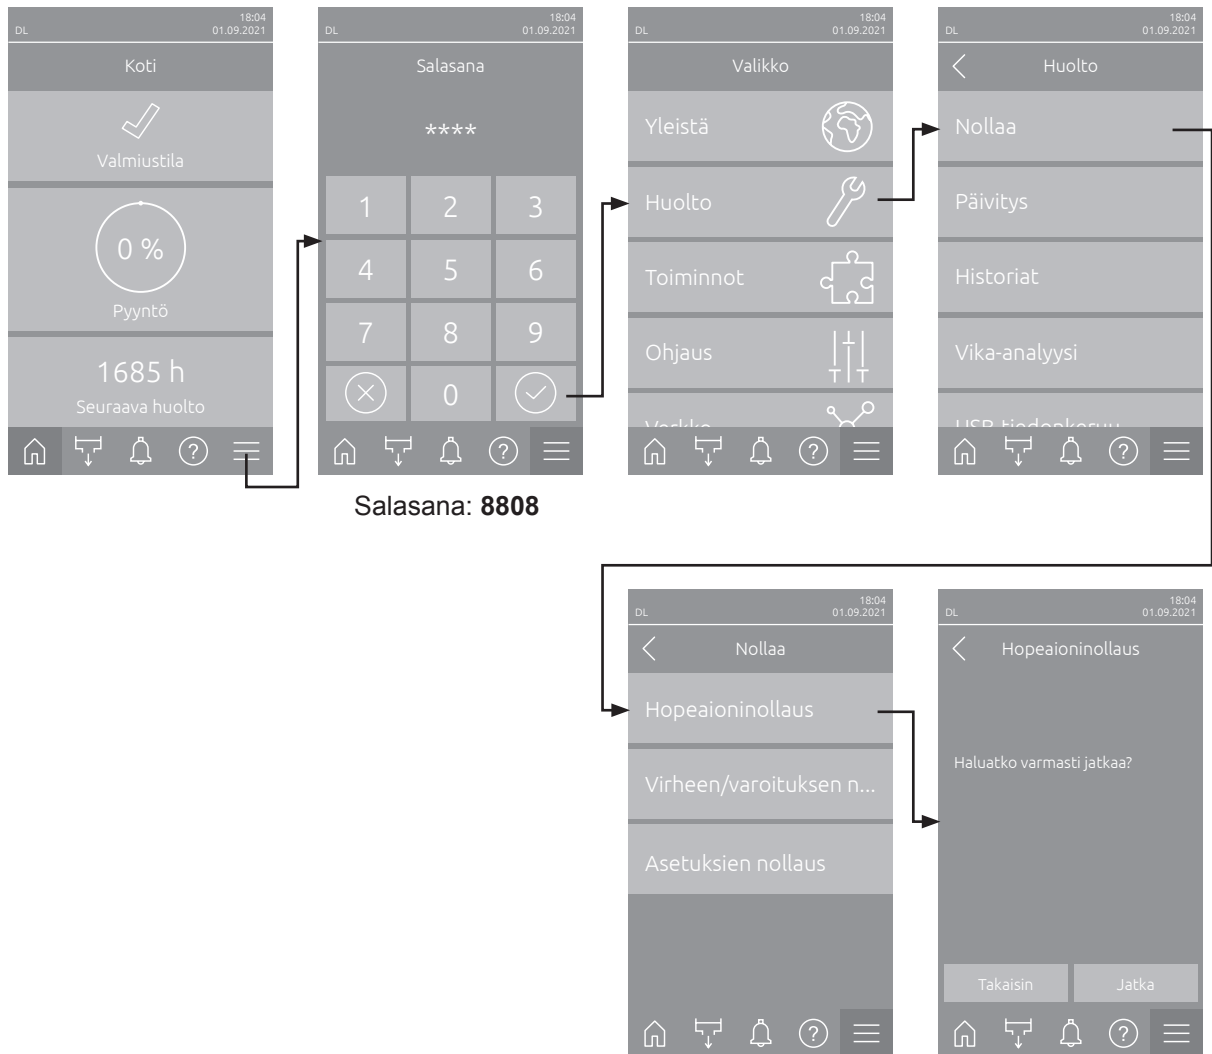 18:04
DL 01.09.2021
Koti
Valmiustila
0 %
Pyyntö
1685 h
Seuraava huolto
?
18:04
DL 01.09.2021
Salasana
****
1 2 3
4 5 6
7 8 9
0
?
Salasana: 8808
18:04
DL 01.09.2021
Valikko
Yleistä
Huolto
Toiminnot
Ohjaus
Verkko
?
18:04
DL 01.09.2021
Huolto
Nollaa
Päivitys
Historiat
Vika-analyysi
USB-tiedonkeruu
?
18:04
DL 01.09.2021
Nollaa
Hopeaioninollaus
Virheen/varoituksen n...
Asetuksien nollaus
?
18:04
DL 01.09.2021
Hopeaioninollaus
Haluatko varmasti jatkaa?
Takaisin Jatka
?